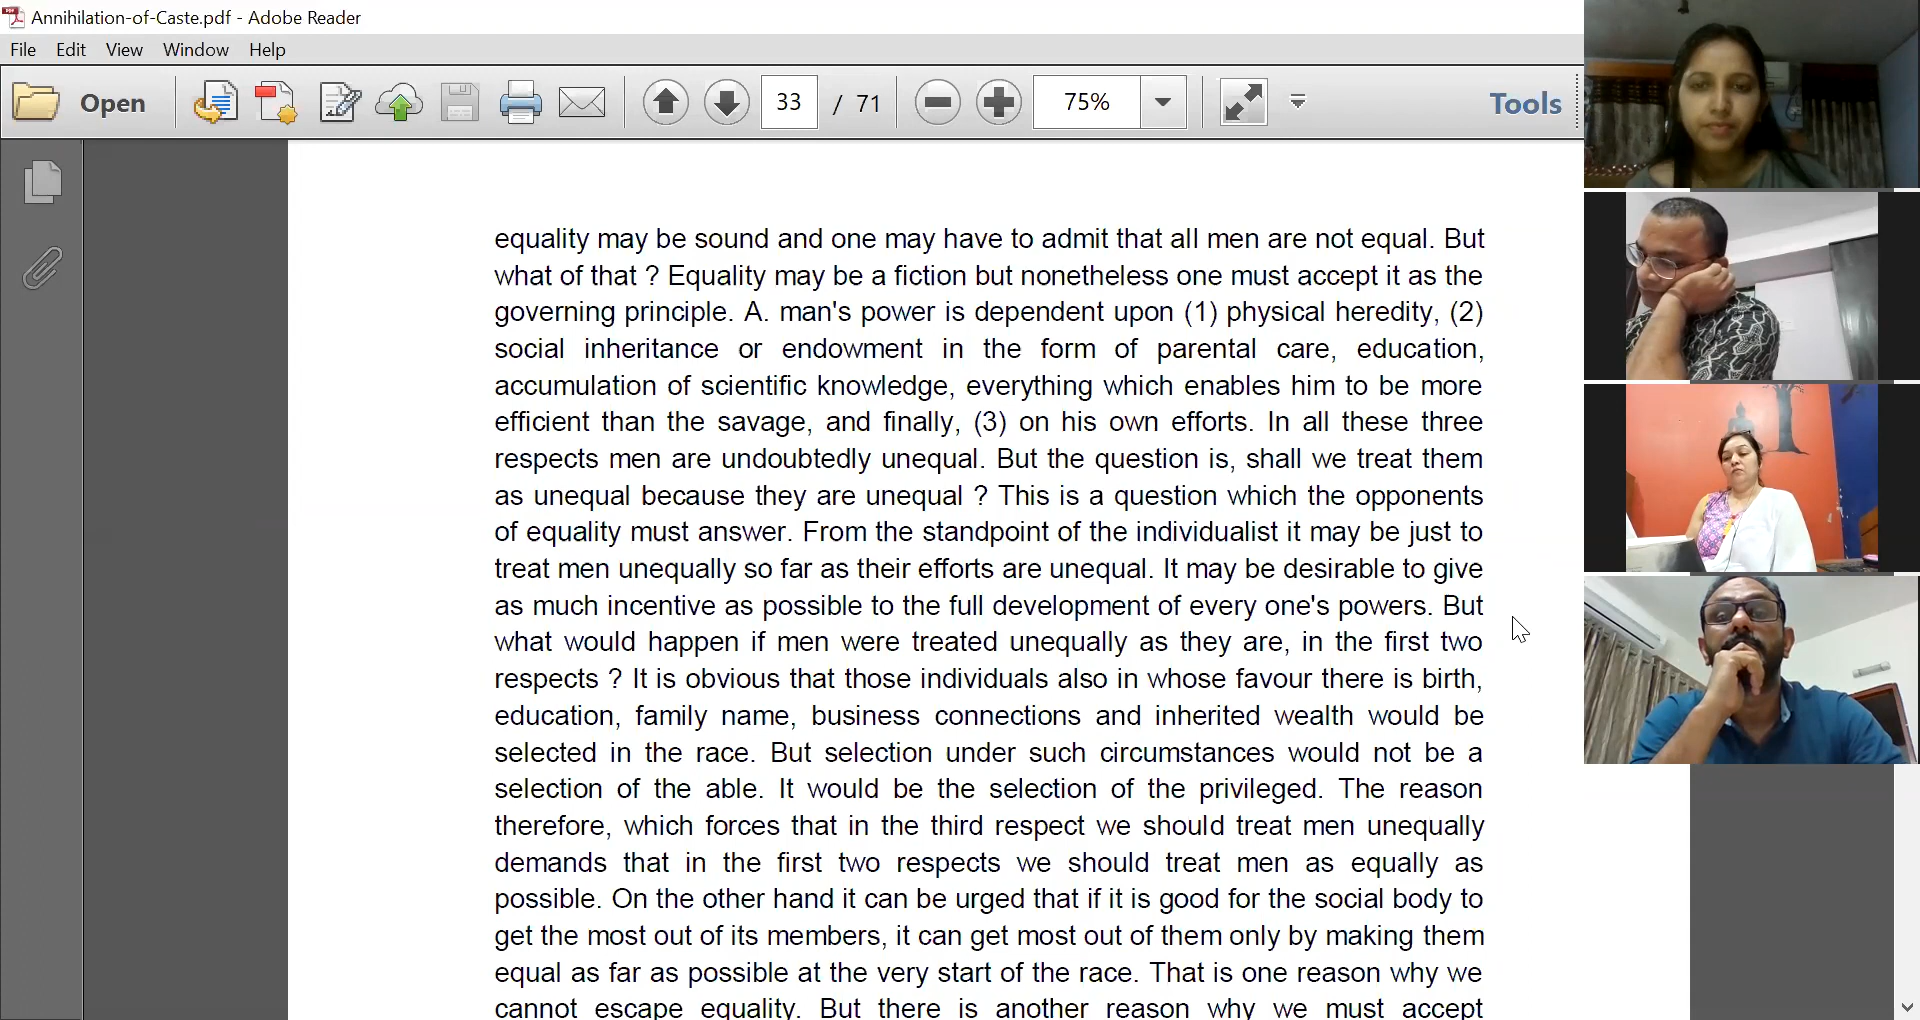 Annihilation-of-Caste.pdf - Adobe Reader
File Edit View Window Help
Open 33 / 71 75% Tools
equality may be sound and one may have to admit that all men are not equal. But
what of that ? Equality may be a fiction but nonetheless one must accept it as the
governing principle. A. man's power is dependent upon (1) physical heredity, (2)
social inheritance or endowment in the form of parental care, education,
accumulation of scientific knowledge, everything which enables him to be more
efficient than the savage, and finally, (3) on his own efforts. In all these three
respects men are undoubtedly unequal. But the question is, shall we treat them
as unequal because they are unequal ? This is a question which the opponents
of equality must answer. From the standpoint of the individualist it may be just to
treat men unequally so far as their efforts are unequal. It may be desirable to give
as much incentive as possible to the full development of every one's powers. But
what would happen if men were treated unequally as they are, in the first two
respects ? It is obvious that those individuals also in whose favour there is birth,
education, family name, business connections and inherited wealth would be
selected in the race. But selection under such circumstances would not be a
selection of the able. It would be the selection of the privileged. The reason
therefore, which forces that in the third respect we should treat men unequally
demands that in the first two respects we should treat men as equally as
possible. On the other hand it can be urged that if it is good for the social body to
get the most out of its members, it can get most out of them only by making them
equal as far as possible at the very start of the race. That is one reason why we
cannot escape equality. But there is another reason why we must accept